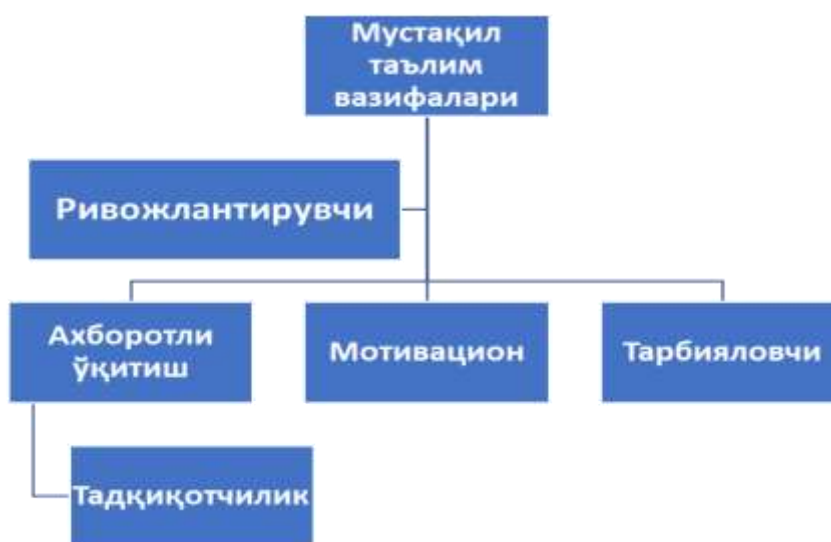 Мустақил
таълим
вазифалари
Ривожлантирувчи
Ахборотли
ўқитиш
Мотивацион
Тарбияловчи
Тадқиқотчилик